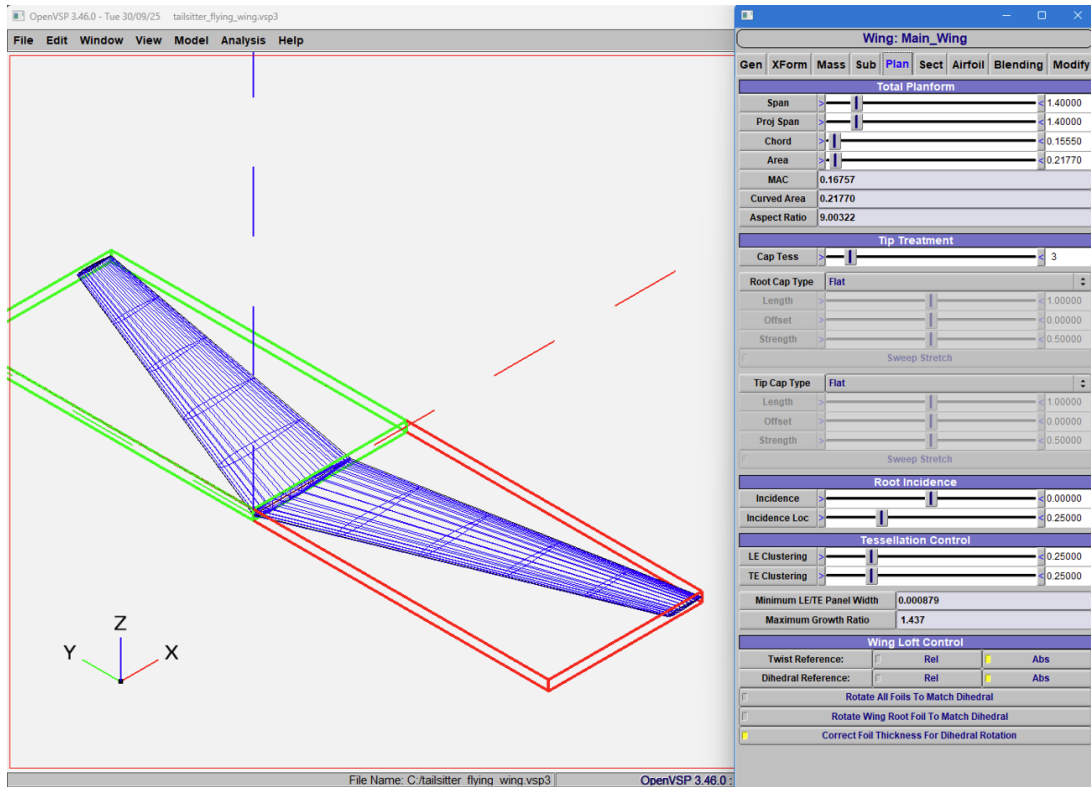 OpenVSP 3.46.0 - Tue 30/09/25 tailsitter_flying_wing.vsp3
File Edit Window View Model Analysis Help
Z
Y X
File Name: C:/tailsitter_flying_wing.vsp3 OpenVSP 3.46.0 :
Wing: Main_Wing
Gen XForm Mass Sub Plan Sect Airfoil Blending Modify
Total Planform
Span > < 1.40000
Proj Span > < 1.40000
Chord > < 0.15550
Area > < 0.21770
MAC 0.16757
Curved Area 0.21770
Aspect Ratio 9.00322
Tip Treatment
Cap Tess > < 3
Root Cap Type Flat
Length > < 1.00000
Offset > < 0.00000
Strength > < 0.50000
Sweep Stretch
Tip Cap Type Flat
Length > < 1.00000
Offset > < 0.00000
Strength > < 0.50000
Sweep Stretch
Root Incidence
Incidence > < 0.00000
Incidence Loc > < 0.25000
Tessellation Control
LE Clustering > < 0.25000
TE Clustering > < 0.25000
Minimum LE/TE Panel Width 0.000879
Maximum Growth Ratio 1.437
Wing Loft Control
Twist Reference: Rel Abs
Dihedral Reference: Rel Abs
Rotate All Foils To Match Dihedral
Rotate Wing Root Foil To Match Dihedral
Correct Foil Thickness For Dihedral Rotation